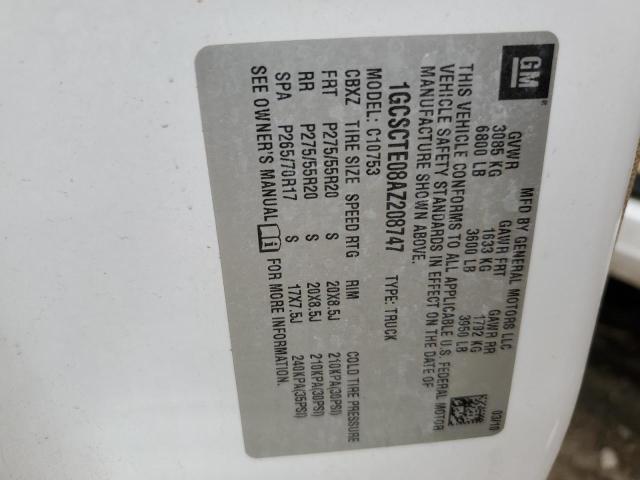 GM
MFD BY GENERAL MOTORS LLC 03/10
GVWR GAWR FRT GAWR RR
3085 KG 1633 KG 1792 KG
6800 LB 3600 LB 3950 LB
THIS VEHICLE CONFORMS TO ALL APPLICABLE U.S. FEDERAL MOTOR
VEHICLE SAFETY STANDARDS IN EFFECT ON THE DATE OF
MANUFACTURE SHOWN ABOVE.
1GCSCTE08AZ208747 TYPE: TRUCK
MODEL: C10753
CBXZ TIRE SIZE SPEED RTG RIM COLD TIRE PRESSURE
FRT P275/55R20 S 20X8.5J 210KPA(30PSI)
RR P275/55R20 S 20X8.5J 210KPA(30PSI)
SPA P265/70R17 S 17X7.5J 240KPA(35PSI)
SEE OWNER'S MANUAL i FOR MORE INFORMATION.